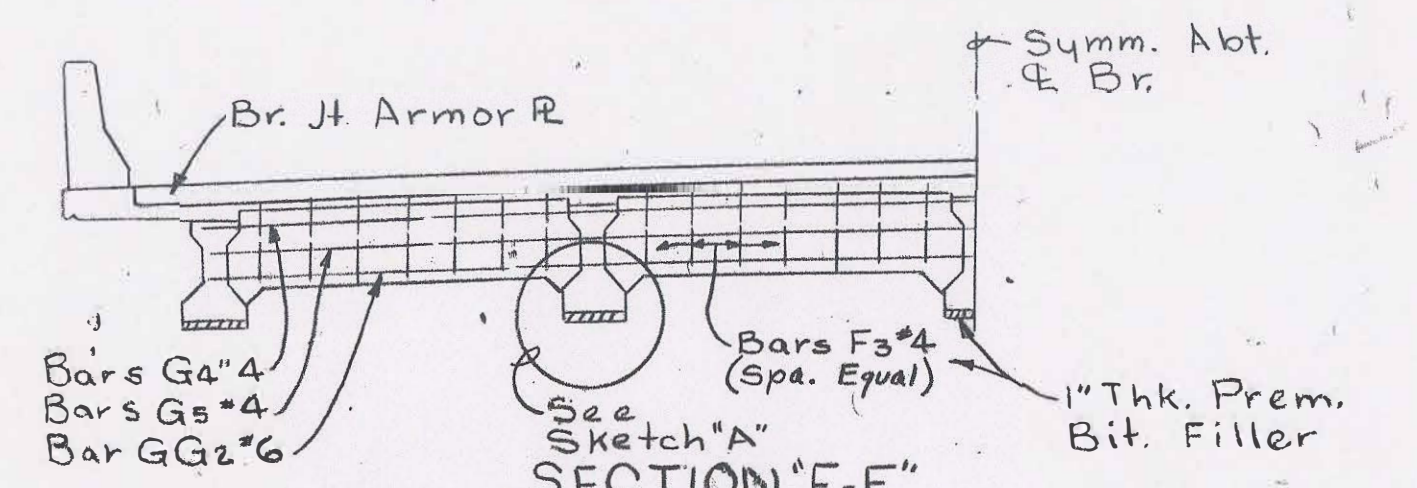 Symm. Abt.
℄ Br.
Br. Jt. Armor ℞
Bars G4 "4
Bars G5 #4
Bar GG2 #6
See
Sketch "A"
Bars F3 #4
(Spa. Equal)
1" Thk. Prem.
Bit. Filler
SECTION